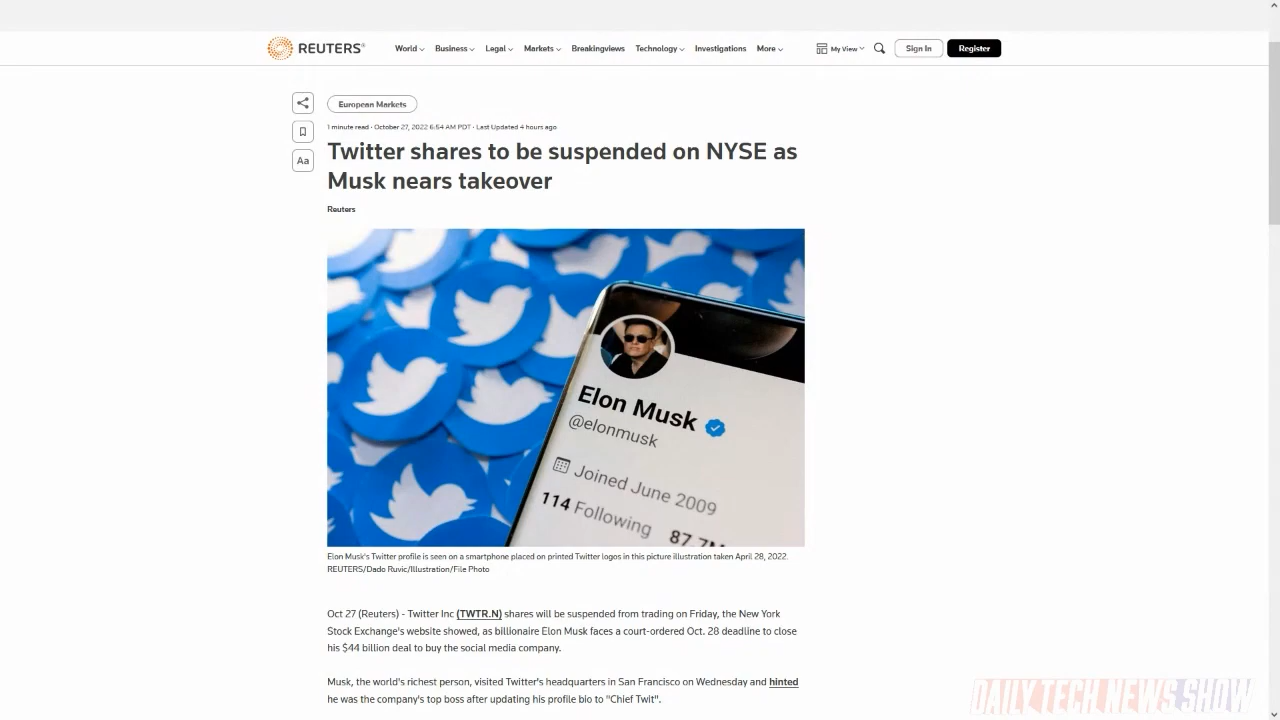 REUTERS®
World Business Legal Markets Breakingviews Technology Investigations More My View Sign In Register
European Markets
1 minute read · October 27, 2022 6:54 AM PDT · Last Updated 4 hours ago
Aa
Twitter shares to be suspended on NYSE as
Musk nears takeover
Reuters
Elon Musk
@elonmusk
Joined June 2009
114 Following 87.7M
Elon Musk's Twitter profile is seen on a smartphone placed on printed Twitter logos in this picture illustration taken April 28, 2022.
REUTERS/Dado Ruvic/Illustration/File Photo
Oct 27 (Reuters) - Twitter Inc (TWTR.N) shares will be suspended from trading on Friday, the New York
Stock Exchange's website showed, as billionaire Elon Musk faces a court-ordered Oct. 28 deadline to close
his $44 billion deal to buy the social media company.
Musk, the world's richest person, visited Twitter's headquarters in San Francisco on Wednesday and hinted
he was the company's top boss after updating his profile bio to "Chief Twit".
DAILY TECH NEWS SHOW